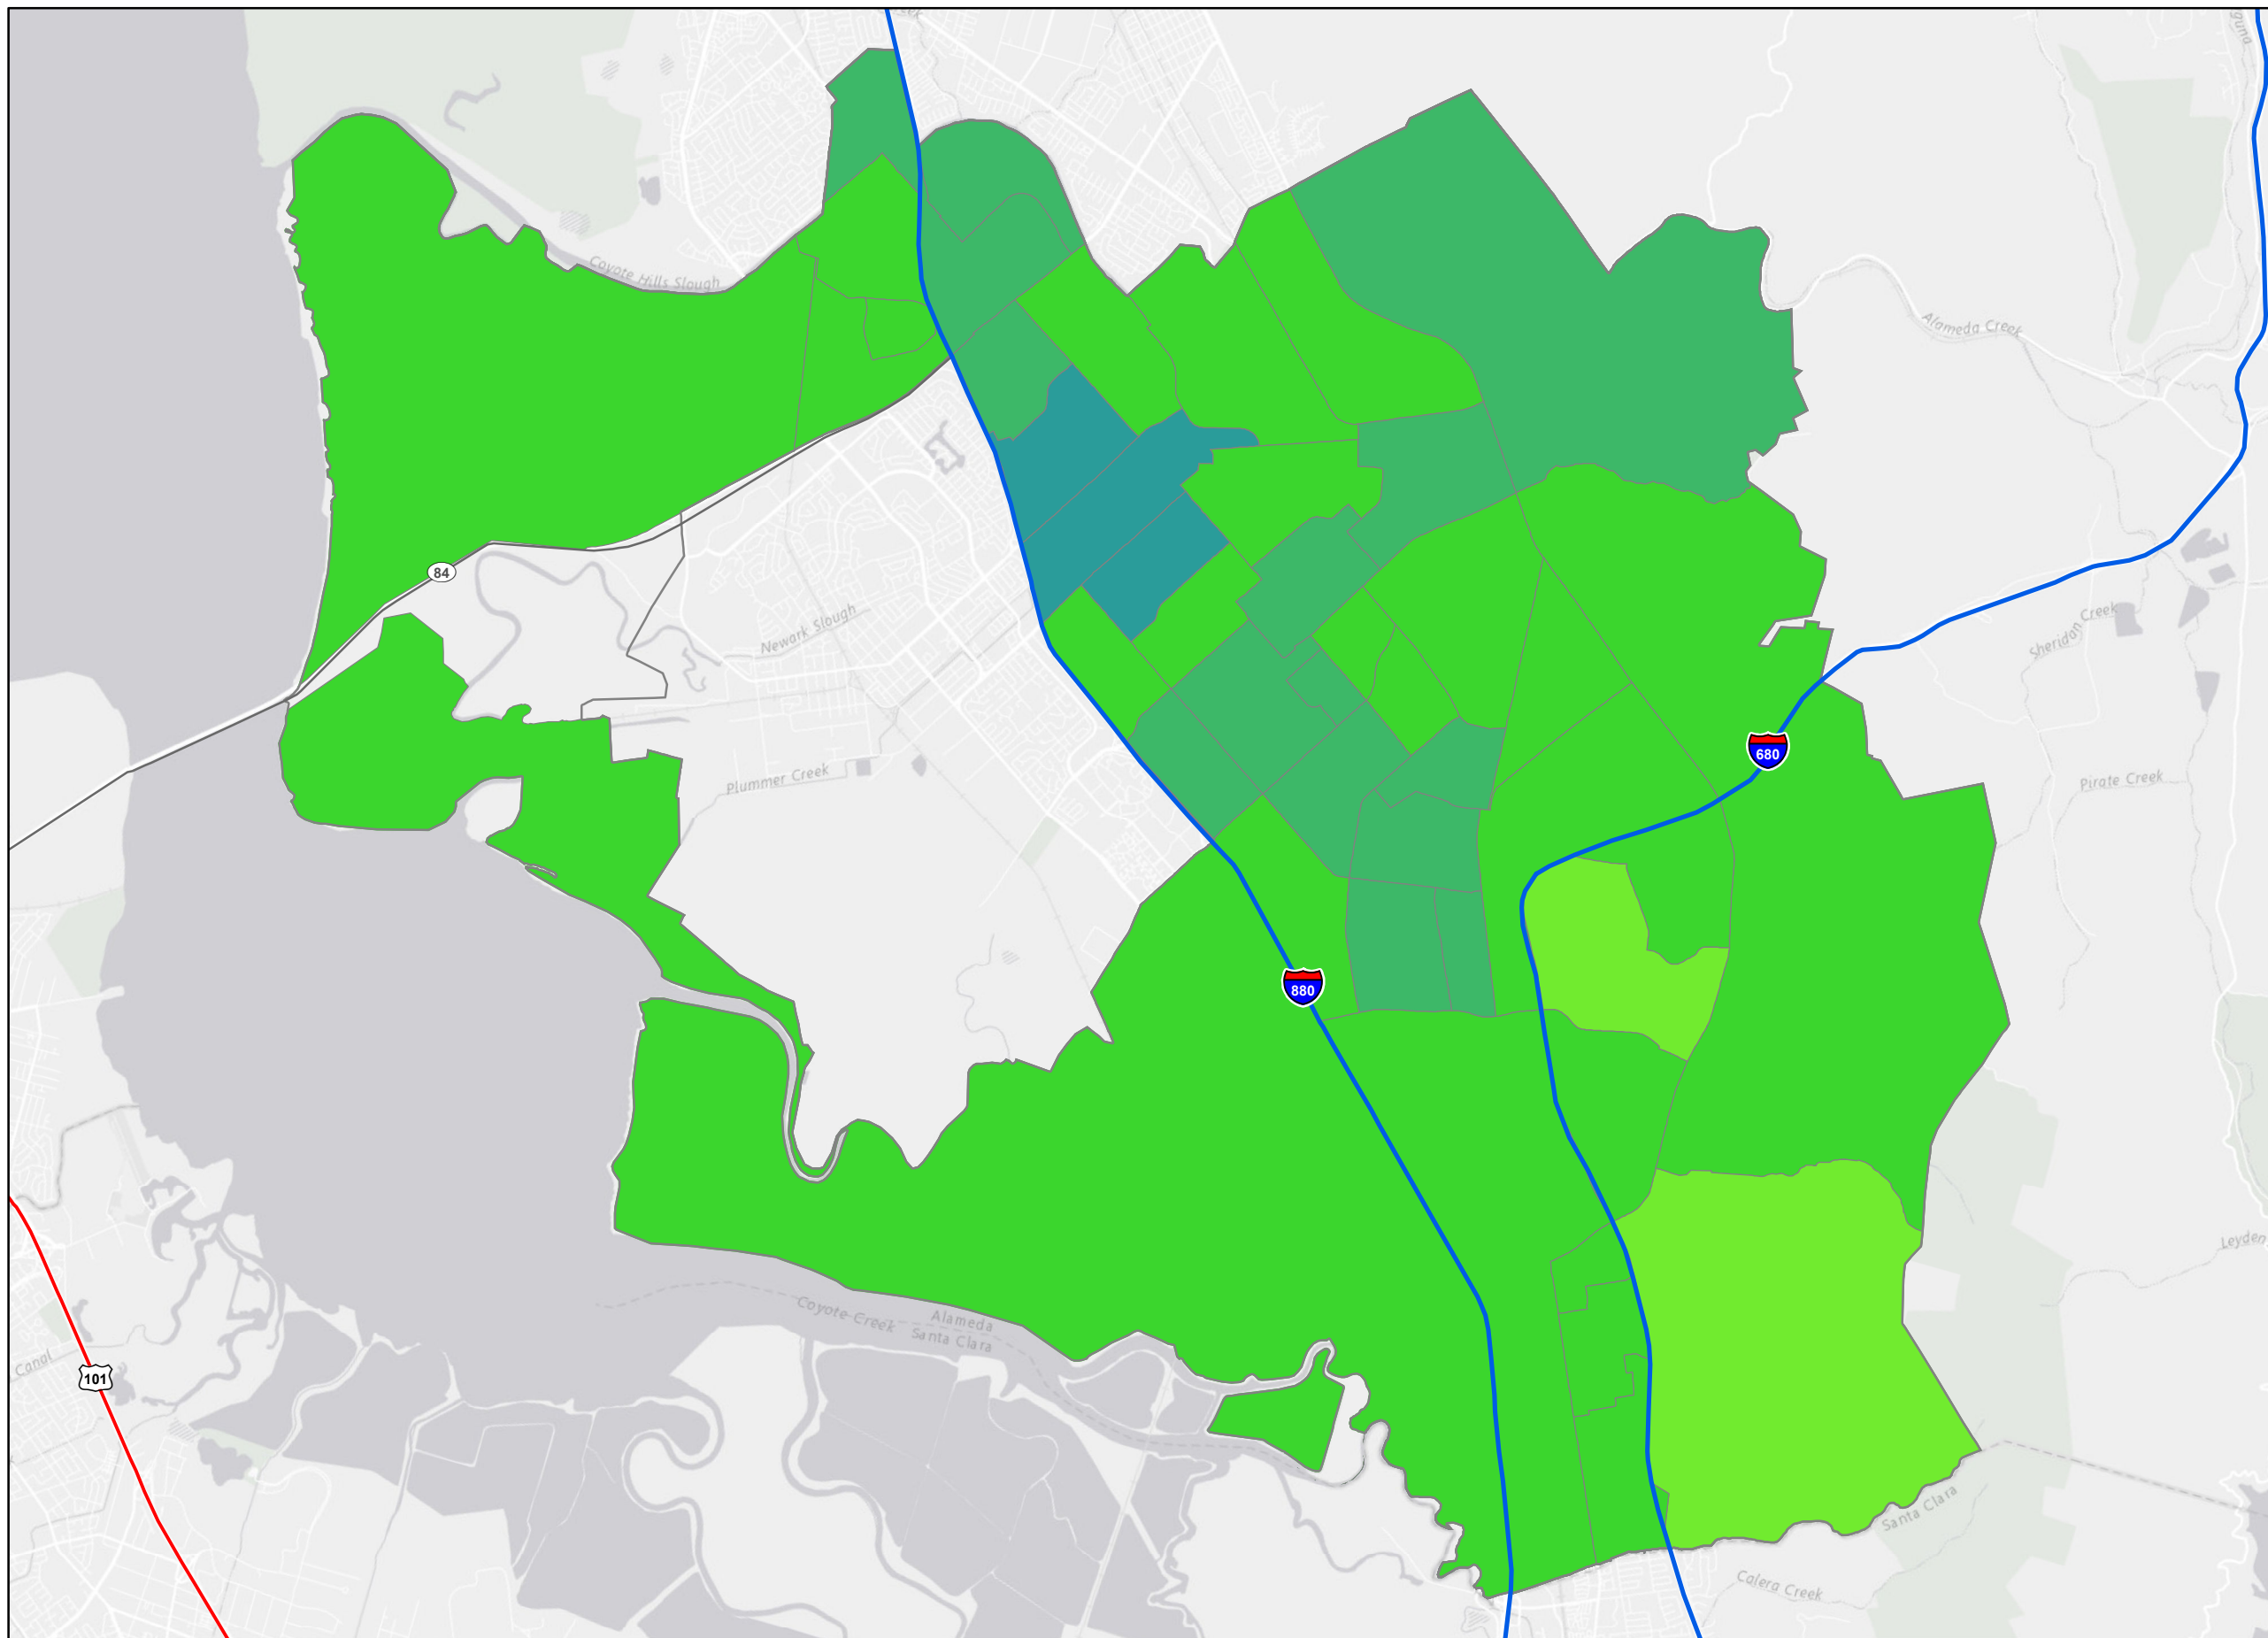 Coyote Hills Slough
Alameda Creek
84
Newark Slough
Sheridan Creek
680
Plummer Creek
Pirate Creek
880
Leyden
Coyote Creek
Alameda
Santa Clara
Canal
101
Santa Clara
Calera Creek